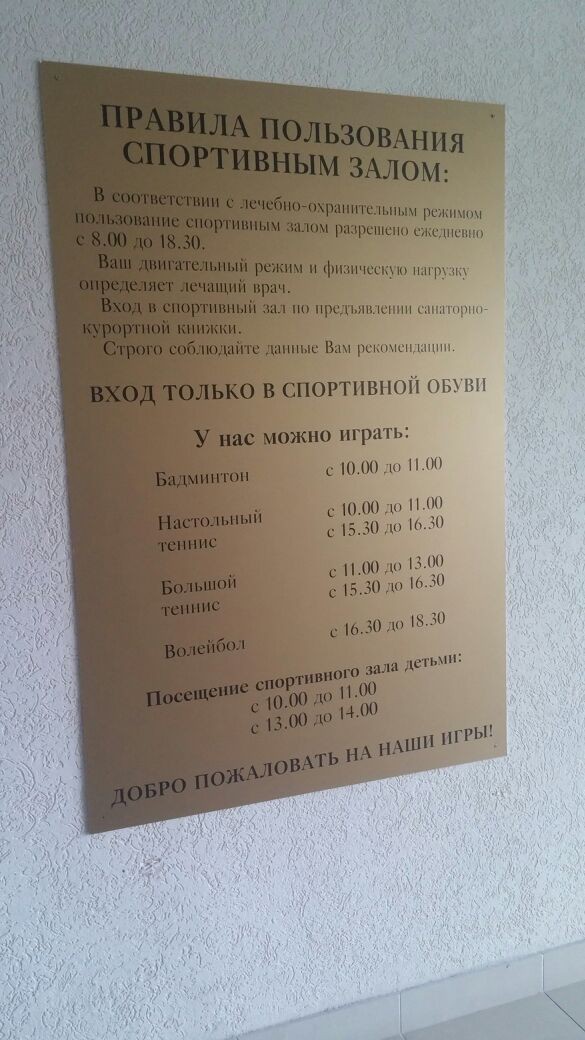 ПРАВИЛА ПОЛЬЗОВАНИЯ
СПОРТИВНЫМ ЗАЛОМ:
В соответствии с лечебно-охранительным режимом
пользование спортивным залом разрешено ежедневно
с 8.00 до 18.30.
Ваш двигательный режим и физическую нагрузку
определяет лечащий врач.
Вход в спортивный зал по предъявлении санаторно-
курортной книжки.
Строго соблюдайте данные Вам рекомендации.
ВХОД ТОЛЬКО В СПОРТИВНОЙ ОБУВИ
У нас можно играть:
Бадминтон с 10.00 до 11.00
Настольный с 10.00 до 11.00
теннис с 15.30 до 16.30
Большой с 11.00 до 13.00
теннис с 15.30 до 16.30
Волейбол с 16.30 до 18.30
Посещение спортивного зала детьми:
с 10.00 до 11.00
с 13.00 до 14.00
ДОБРО ПОЖАЛОВАТЬ НА НАШИ ИГРЫ!